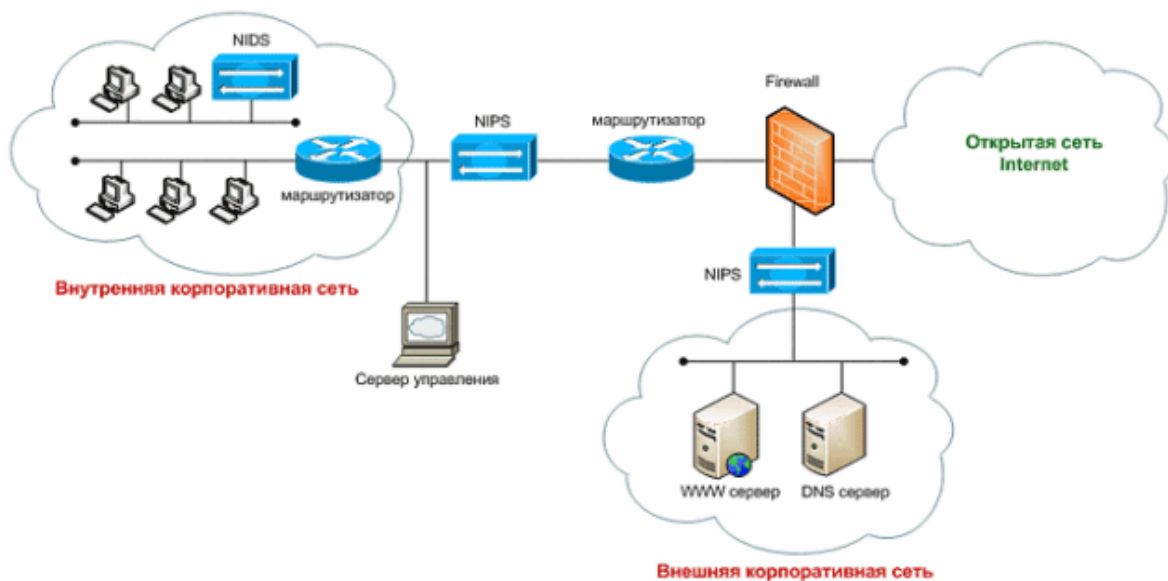 NIDS
Firewall
NIPS
маршрутизатор
Открытая сеть
Internet
маршрутизатор
NIPS
Внутренняя корпоративная сеть
Сервер управления
WWW сервер
DNS сервер
Внешняя корпоративная сеть